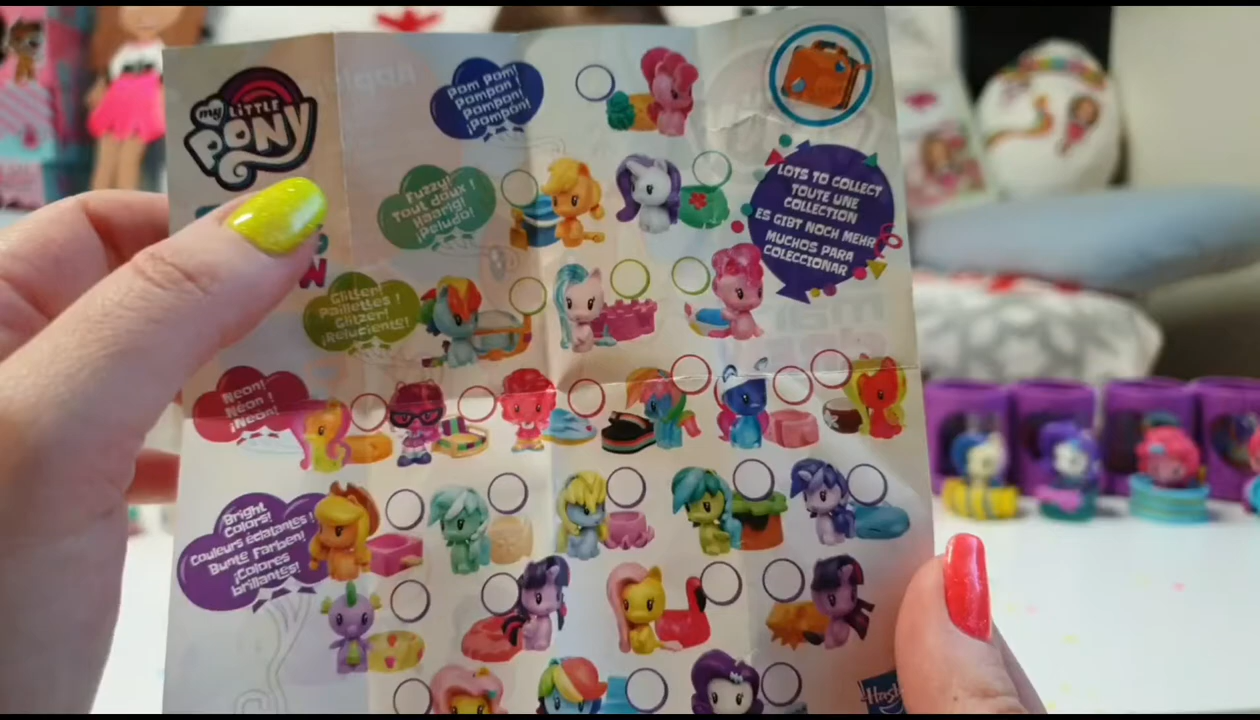 my LiTTLE
PONY
Pom Pom!
Pompon !
Pompon!
¡Pompón!
LOTS TO COLLECT
TOUTE UNE
COLLECTION
ES GIBT NOCH MEHR
MUCHOS PARA
COLECCIONAR
Fuzzy!
Tout doux !
Haarig!
¡Peludo!
Glitter!
Paillettes !
Glitzer!
¡Relucients!
Neon!
Néon !
¡Neon!
Bright
Colors!
Couleurs éclatantes !
Bunte Farben!
¡Colores
brillantes!